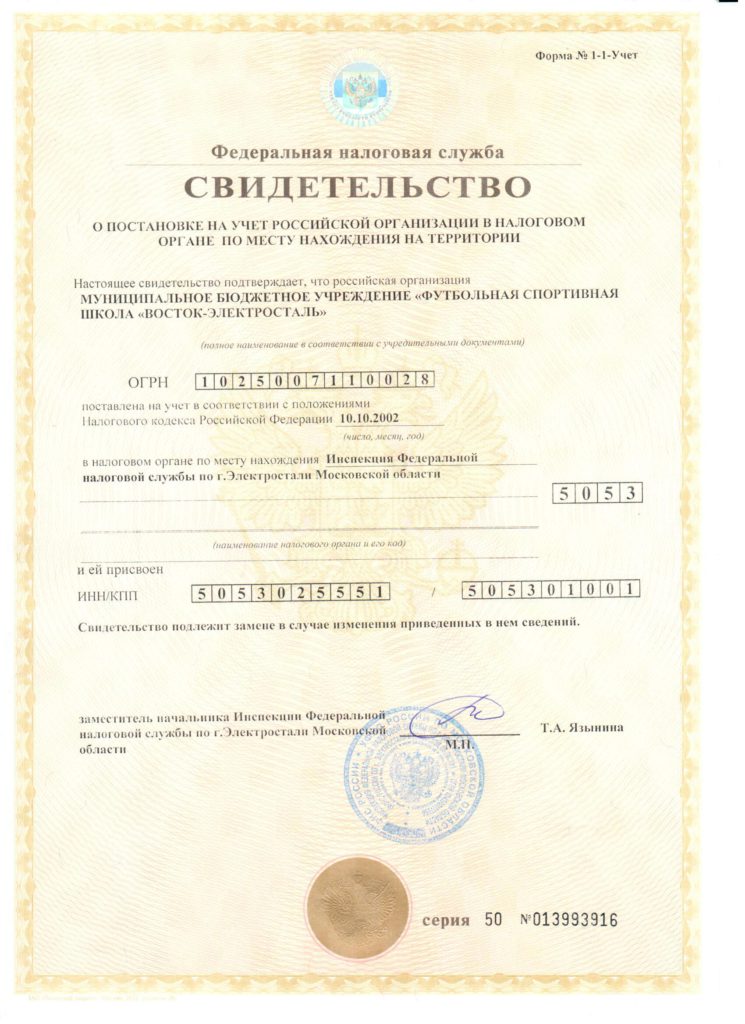 Форма № 1-1-Учет
Федеральная налоговая служба
СВИДЕТЕЛЬСТВО
О ПОСТАНОВКЕ НА УЧЕТ РОССИЙСКОЙ ОРГАНИЗАЦИИ В НАЛОГОВОМ
ОРГАНЕ ПО МЕСТУ НАХОЖДЕНИЯ НА ТЕРРИТОРИИ
Настоящее свидетельство подтверждает, что российская организация
МУНИЦИПАЛЬНОЕ БЮДЖЕТНОЕ УЧРЕЖДЕНИЕ «ФУТБОЛЬНАЯ СПОРТИВНАЯ
ШКОЛА «ВОСТОК-ЭЛЕКТРОСТАЛЬ»
(полное наименование в соответствии с учредительными документами)
ОГРН 1025007110028
поставлена на учет в соответствии с положениями
Налогового кодекса Российской Федерации 10.10.2002
(число, месяц, год)
в налоговом органе по месту нахождения Инспекция Федеральной
налоговой службы по г.Электростали Московской области
5053
(наименование налогового органа и его код)
и ей присвоен
ИНН/КПП 5053025551 / 505301001
Свидетельство подлежит замене в случае изменения приведенных в нем сведений.
заместитель начальника Инспекции Федеральной
налоговой службы по г.Электростали Московской
области
Т.А. Язынина
М.П.
серия 50 №013993916